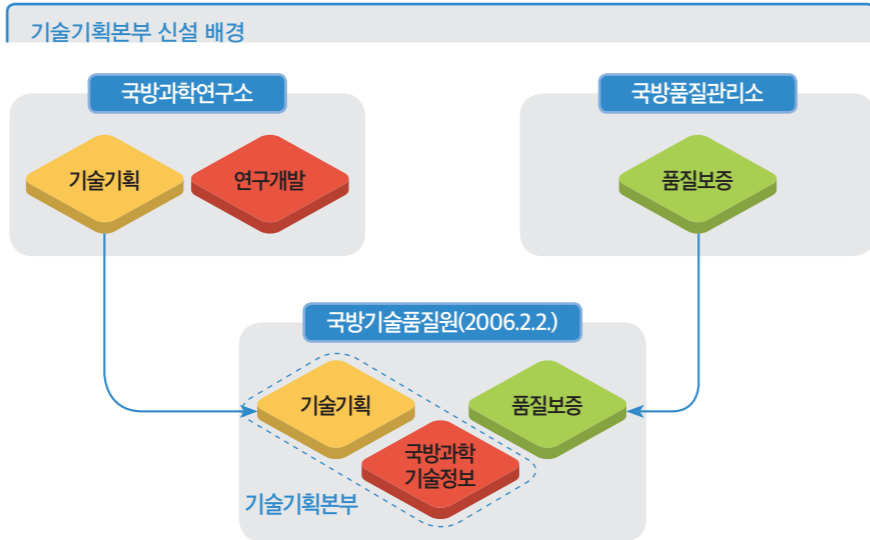 기술기획본부 신설 배경
국방과학연구소
국방품질관리소
기술기획
연구개발
품질보증
국방기술품질원(2006.2.2.)
기술기획
품질보증
국방과학
기술정보
기술기획본부